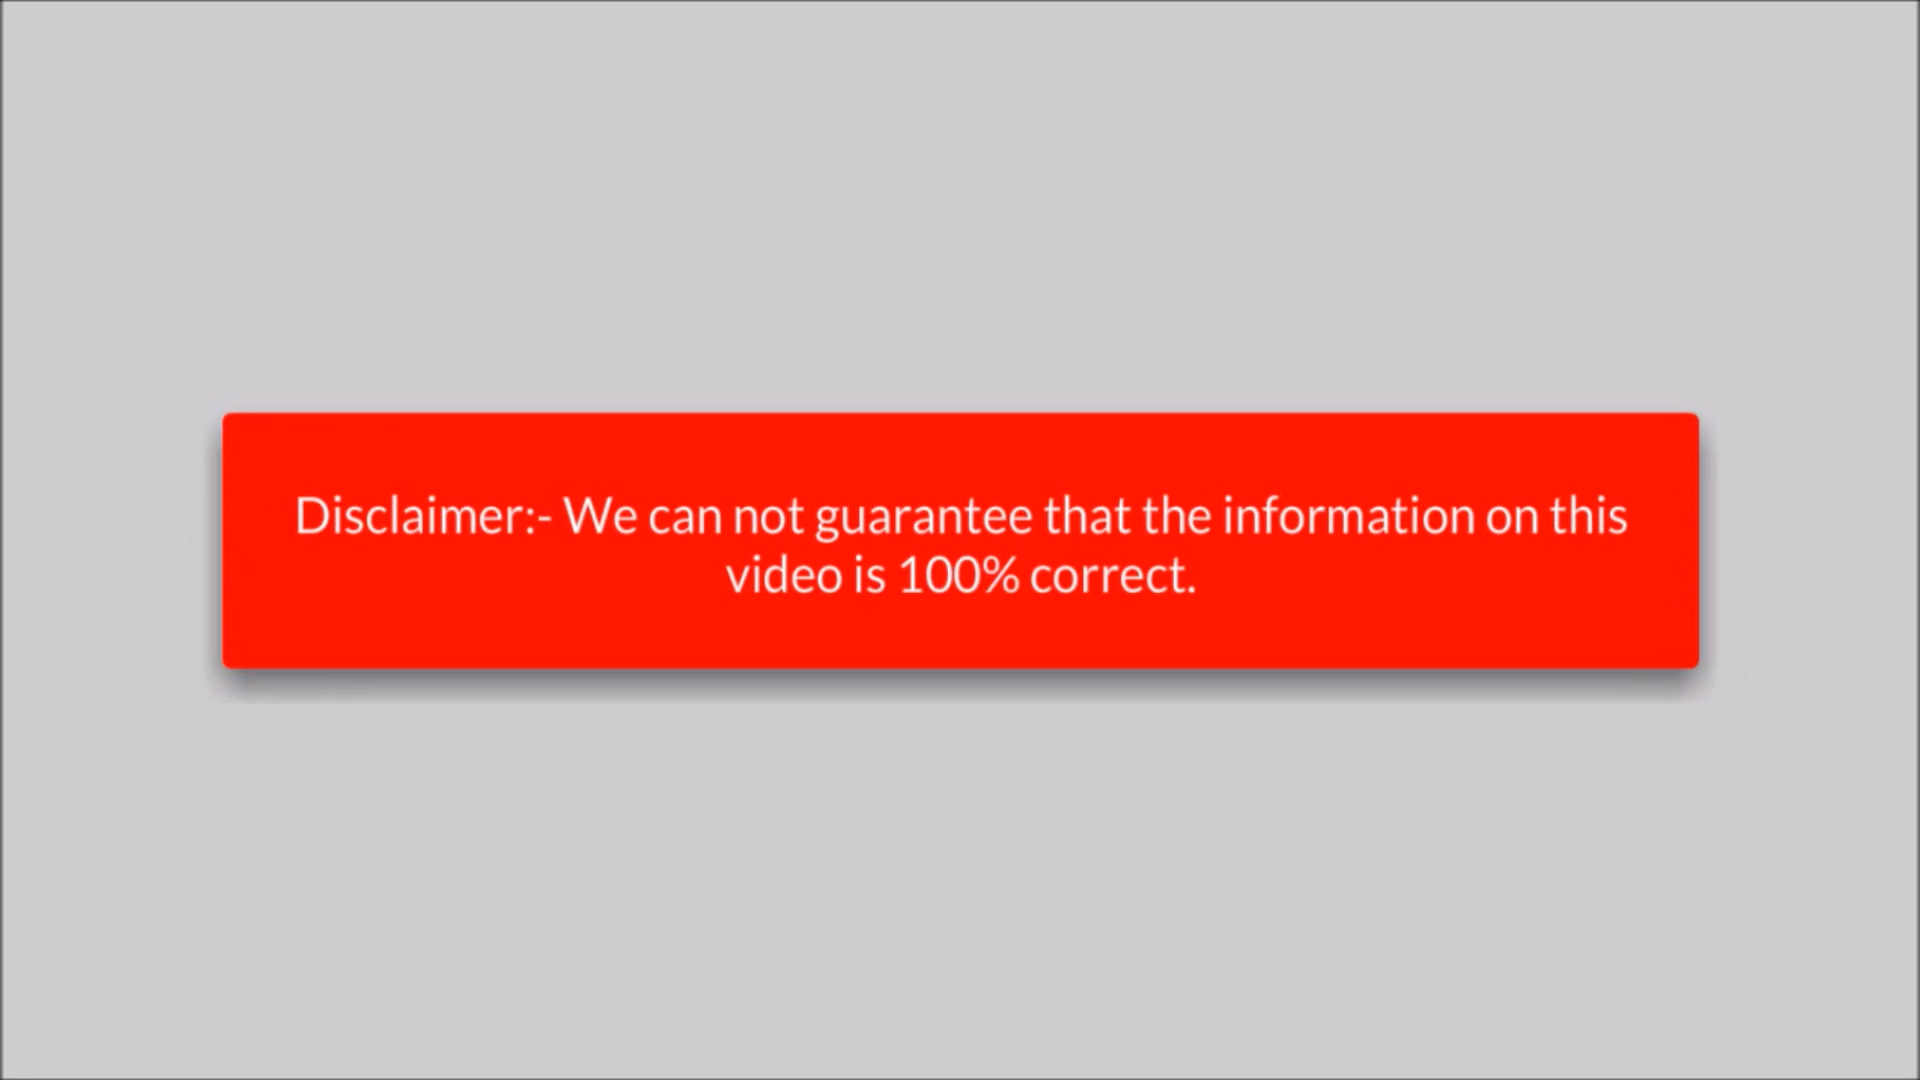 Disclaimer:- We can not guarantee that the information on this
video is 100% correct.